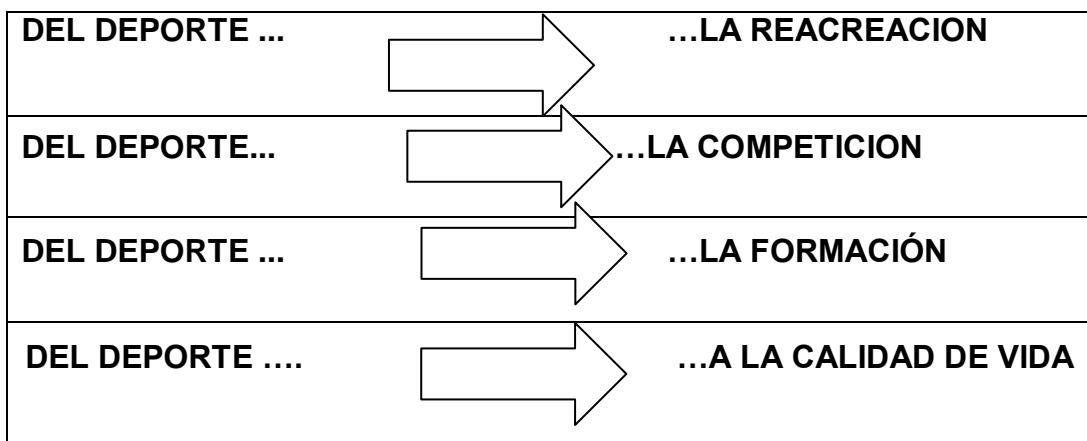 DEL DEPORTE ... …LA REACREACION
DEL DEPORTE... …LA COMPETICION
DEL DEPORTE ... …LA FORMACIÓN
DEL DEPORTE .... …A LA CALIDAD DE VIDA